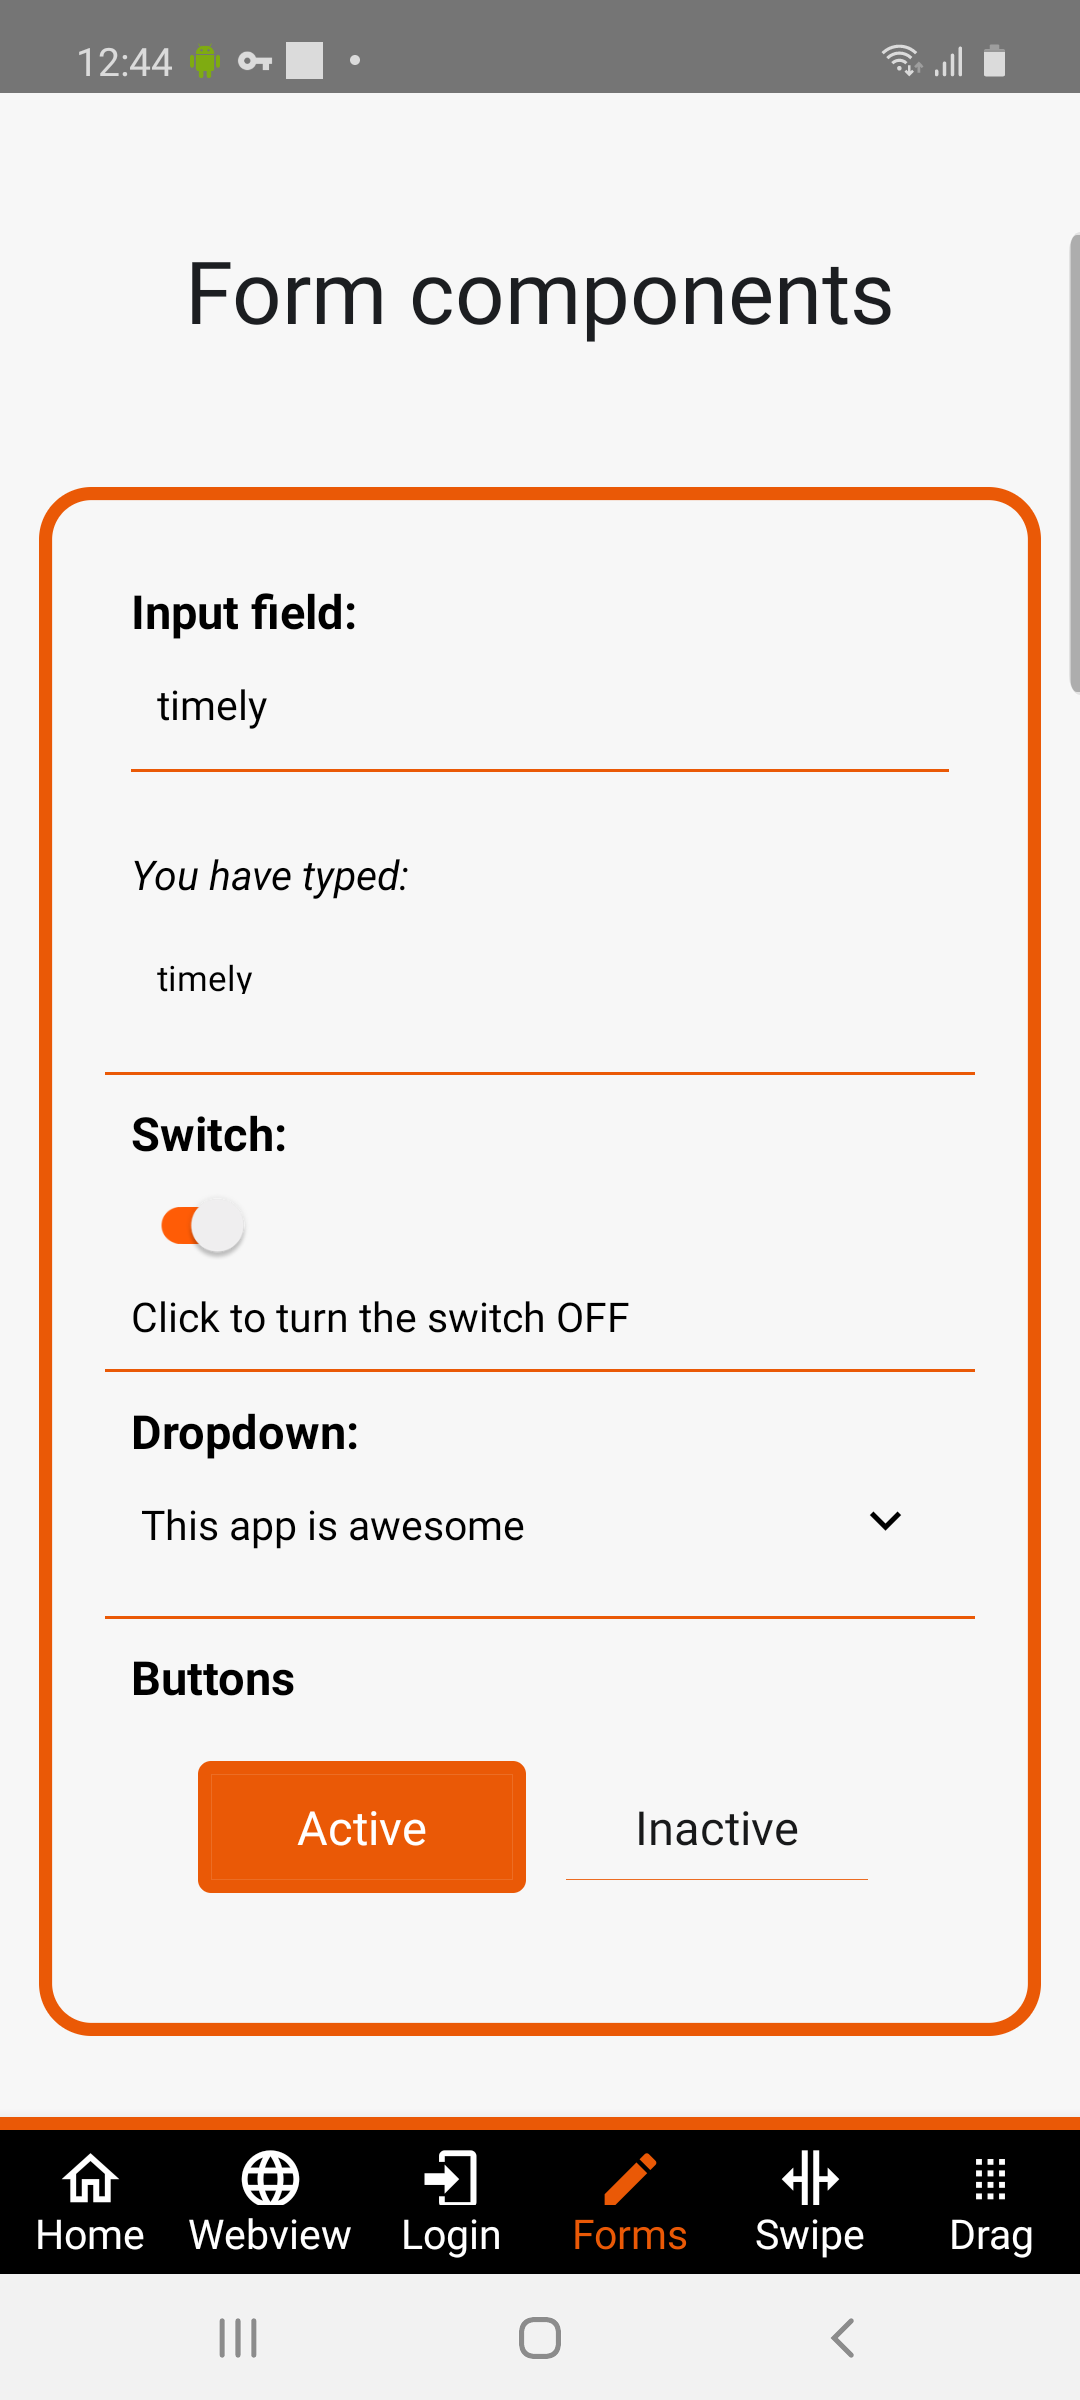 12:44
Form components
Input field:
timely
You have typed:
timely
Switch:
Click to turn the switch OFF
Dropdown:
This app is awesome
Buttons
Active Inactive
Home Webview Login Forms Swipe Drag